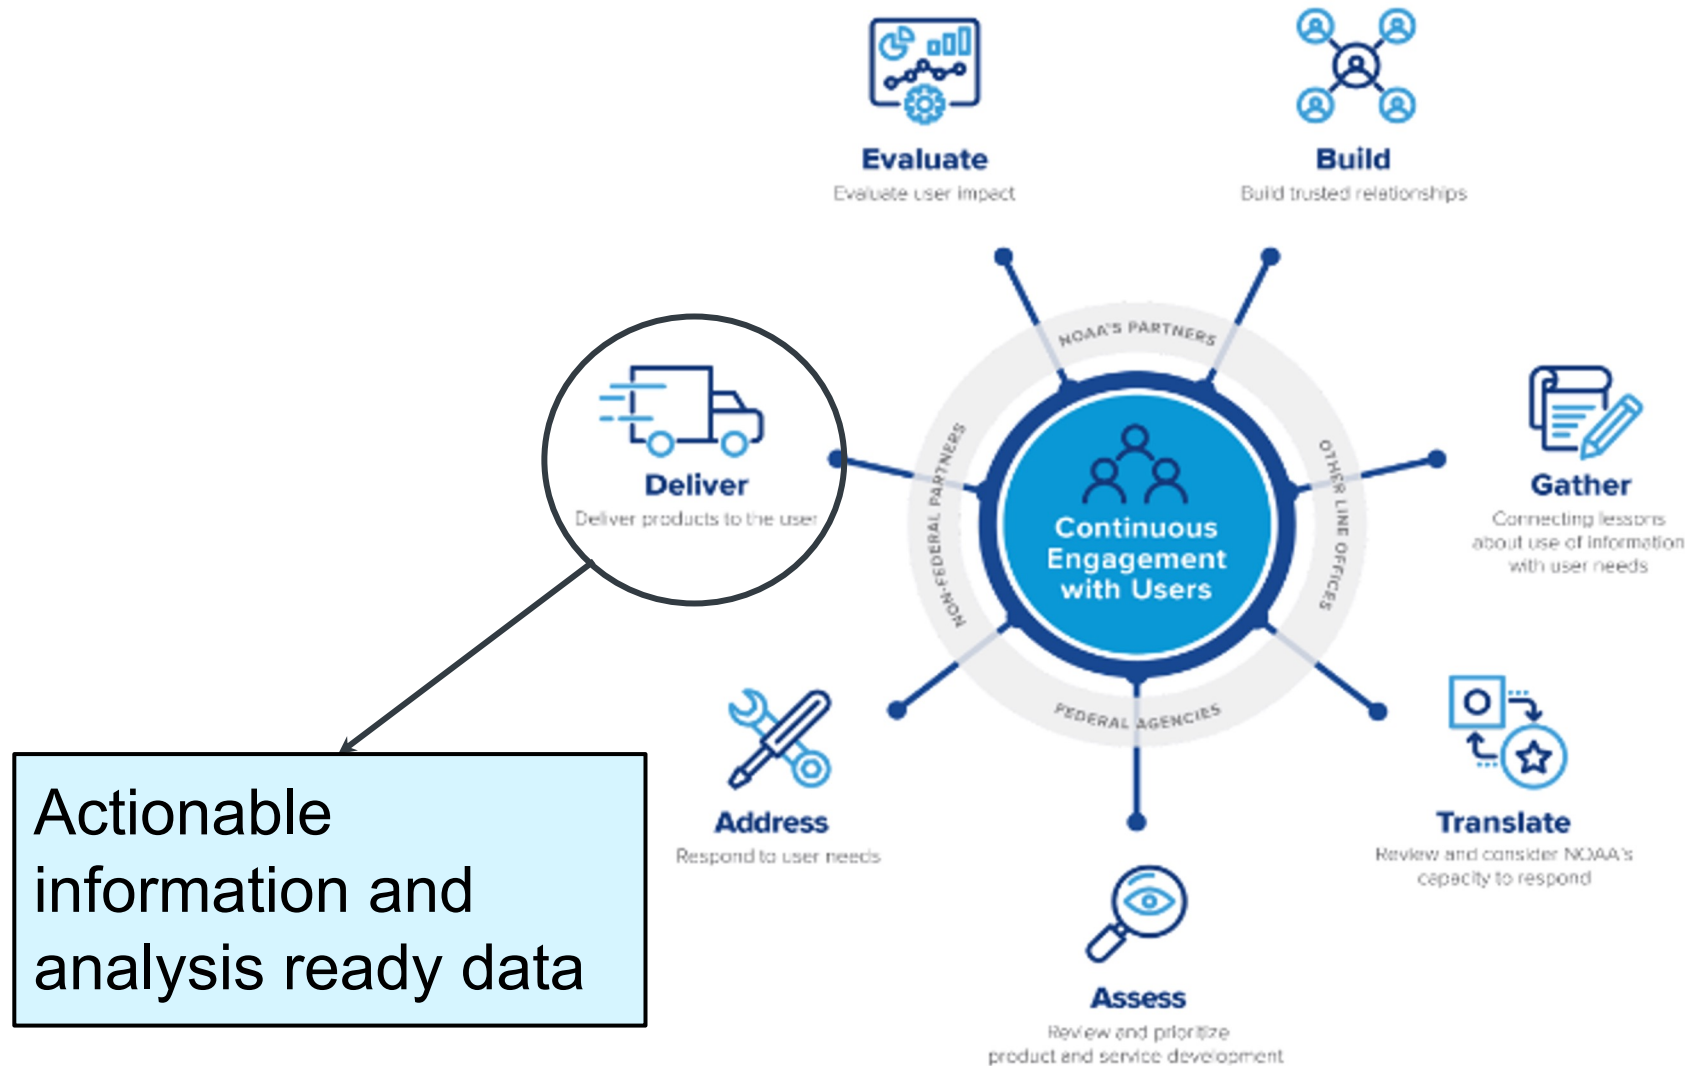 Evaluate
Evaluate user impact
Build
Build trusted relationships
NOAA'S PARTNERS
OTHER LINE OFFICES
FEDERAL AGENCIES
NON-FEDERAL PARTNERS
Continuous
Engagement
with Users
Deliver
Deliver products to the user
Gather
Connecting lessons
about use of information
with user needs
Address
Respond to user needs
Translate
Review and consider NOAA's
capacity to respond
Assess
Review and prioritize
product and service development
Actionable
information and
analysis ready data